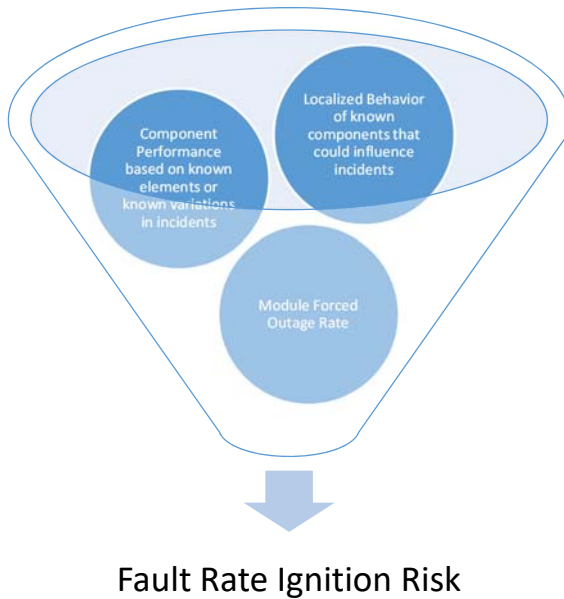 Component
Performance
based on known
elements or
known variations
in incidents
Localized Behavior
of known
components that
could influence
incidents
Module Forced
Outage Rate
Fault Rate Ignition Risk